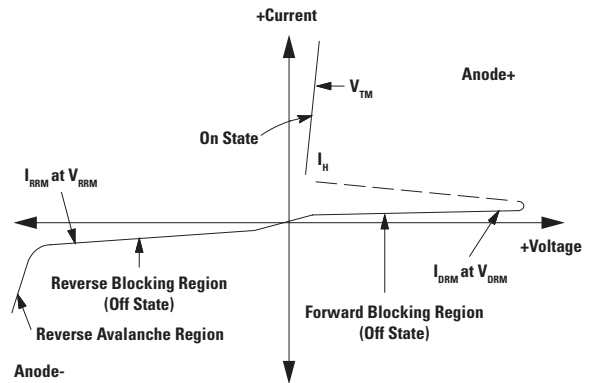 +Current
Anode+
V_TM
On State
I_H
I_RRM at V_RRM
+Voltage
I_DRM at V_DRM
Reverse Blocking Region
(Off State)
Forward Blocking Region
(Off State)
Reverse Avalanche Region
Anode-